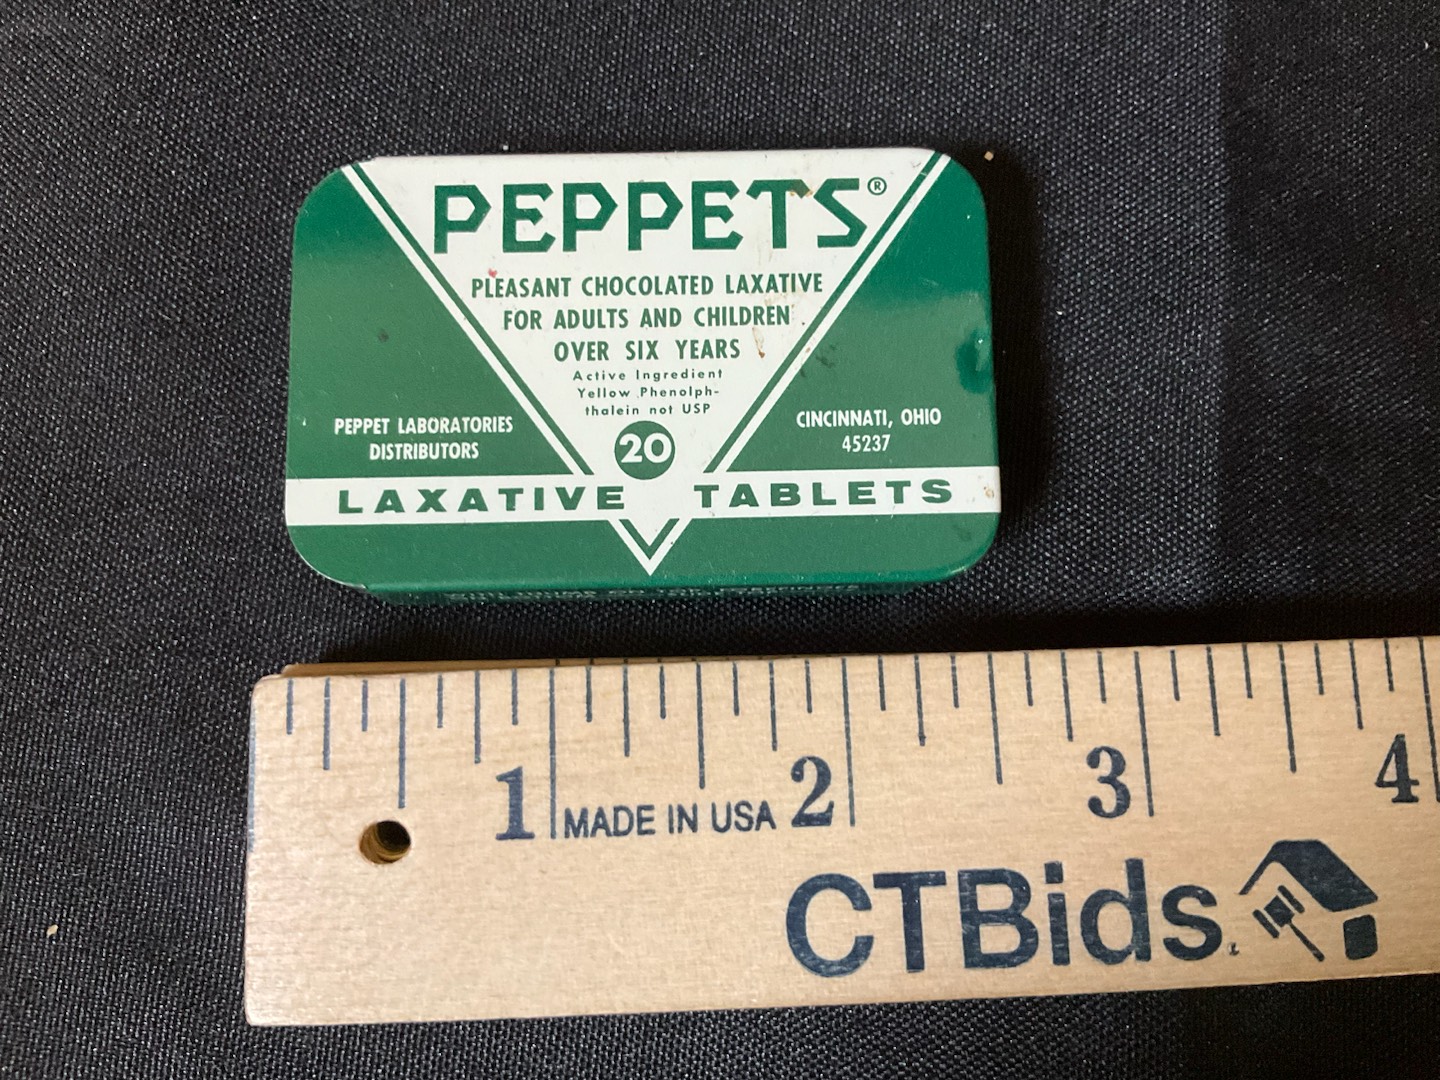 PEPPETS®
PLEASANT CHOCOLATED LAXATIVE
FOR ADULTS AND CHILDREN
OVER SIX YEARS
Active Ingredient
Yellow Phenolph-
thalein not USP
PEPPET LABORATORIES
DISTRIBUTORS
20
CINCINNATI, OHIO
45237
LAXATIVE TABLETS
1 2 3 4
MADE IN USA
CTBids.